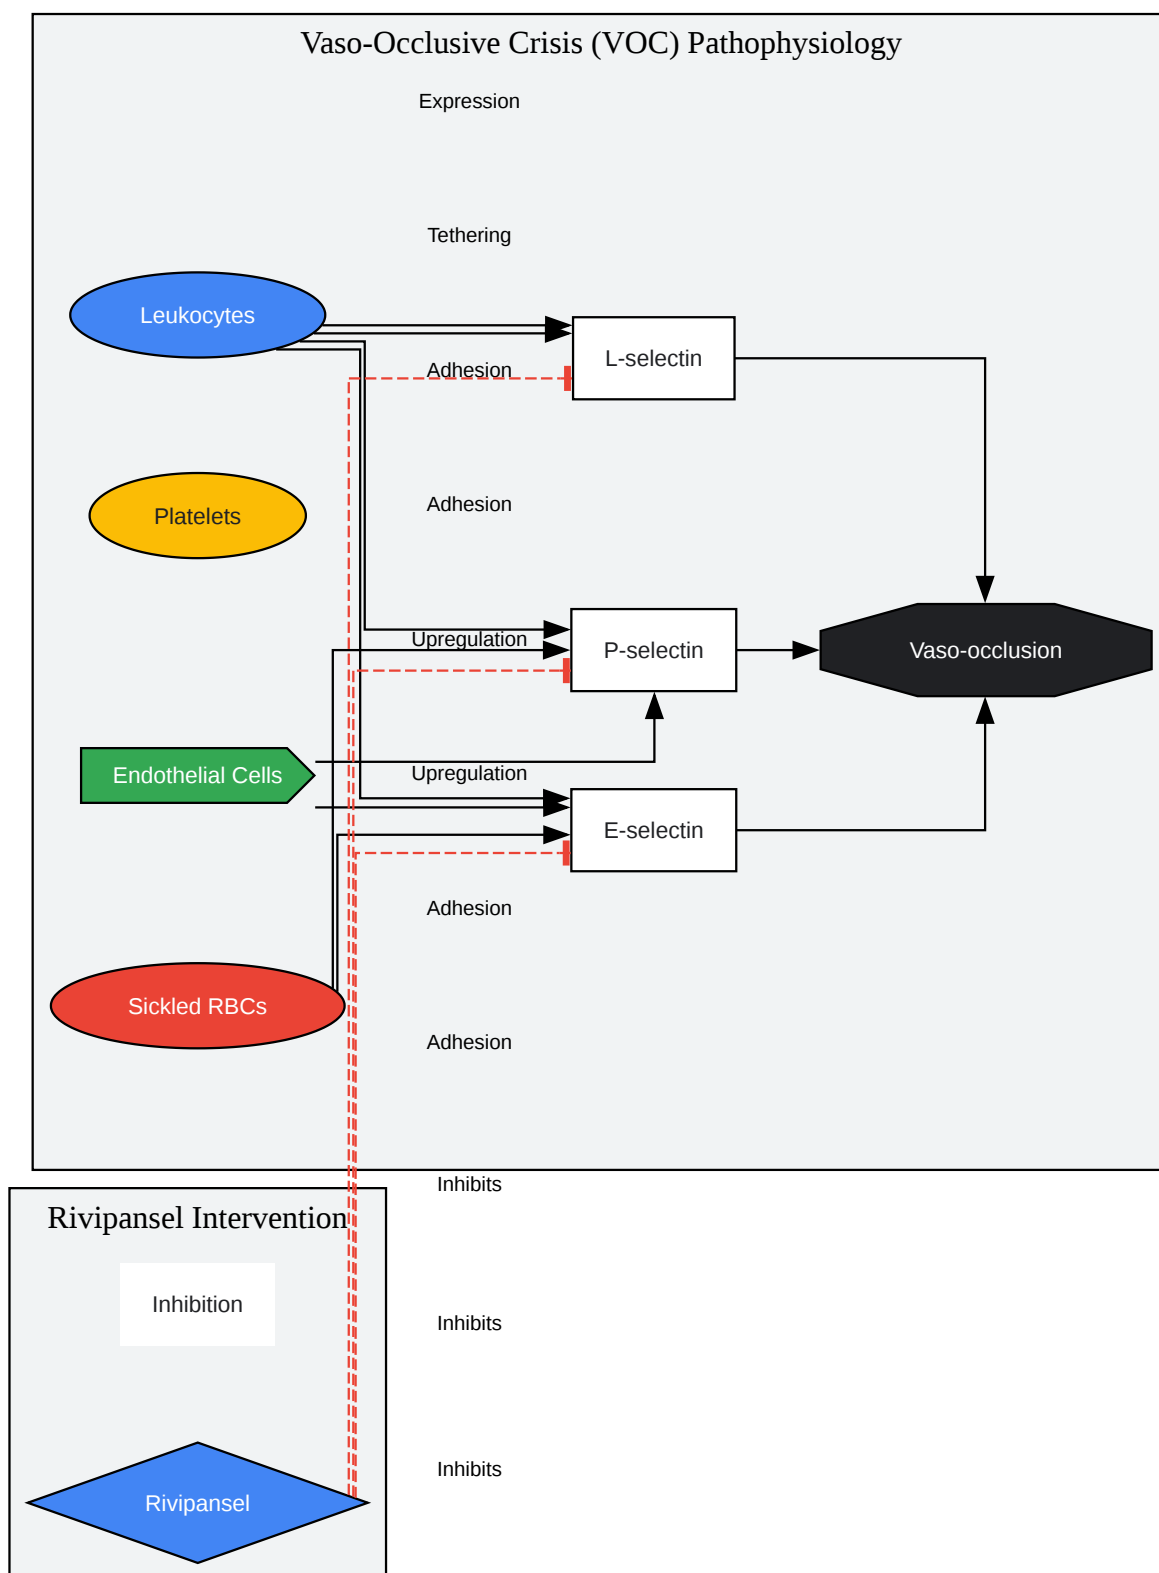 Vaso-Occlusive Crisis (VOC) Pathophysiology
Expression
Tethering
Leukocytes
L-selectin
Adhesion
Platelets
Adhesion
Upregulation
P-selectin
Vaso-occlusion
Endothelial Cells
Upregulation
E-selectin
Adhesion
Sickled RBCs
Adhesion
Inhibits
Rivipansel Intervention
Inhibition
Inhibits
Inhibits
Rivipansel